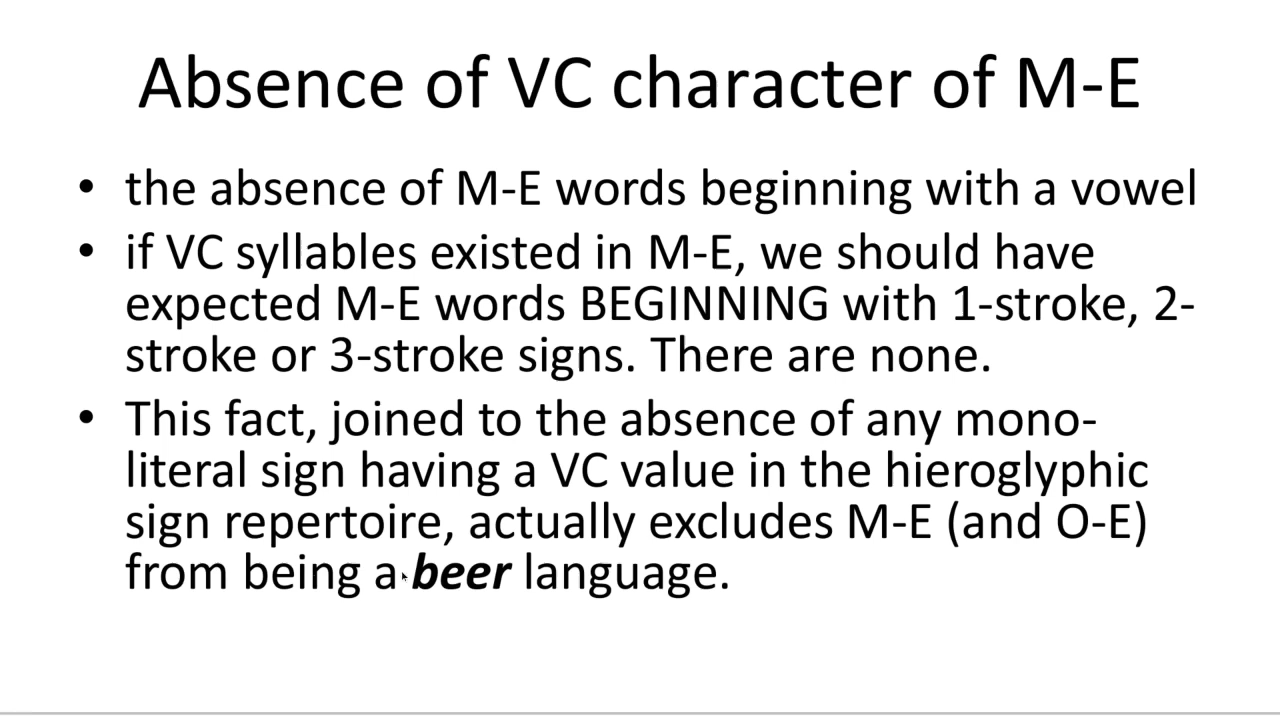 Absence of VC character of M-E
• the absence of M-E words beginning with a vowel
• if VC syllables existed in M-E, we should have
expected M-E words BEGINNING with 1-stroke, 2-
stroke or 3-stroke signs. There are none.
• This fact, joined to the absence of any mono-
literal sign having a VC value in the hieroglyphic
sign repertoire, actually excludes M-E (and O-E)
from being a beer language.